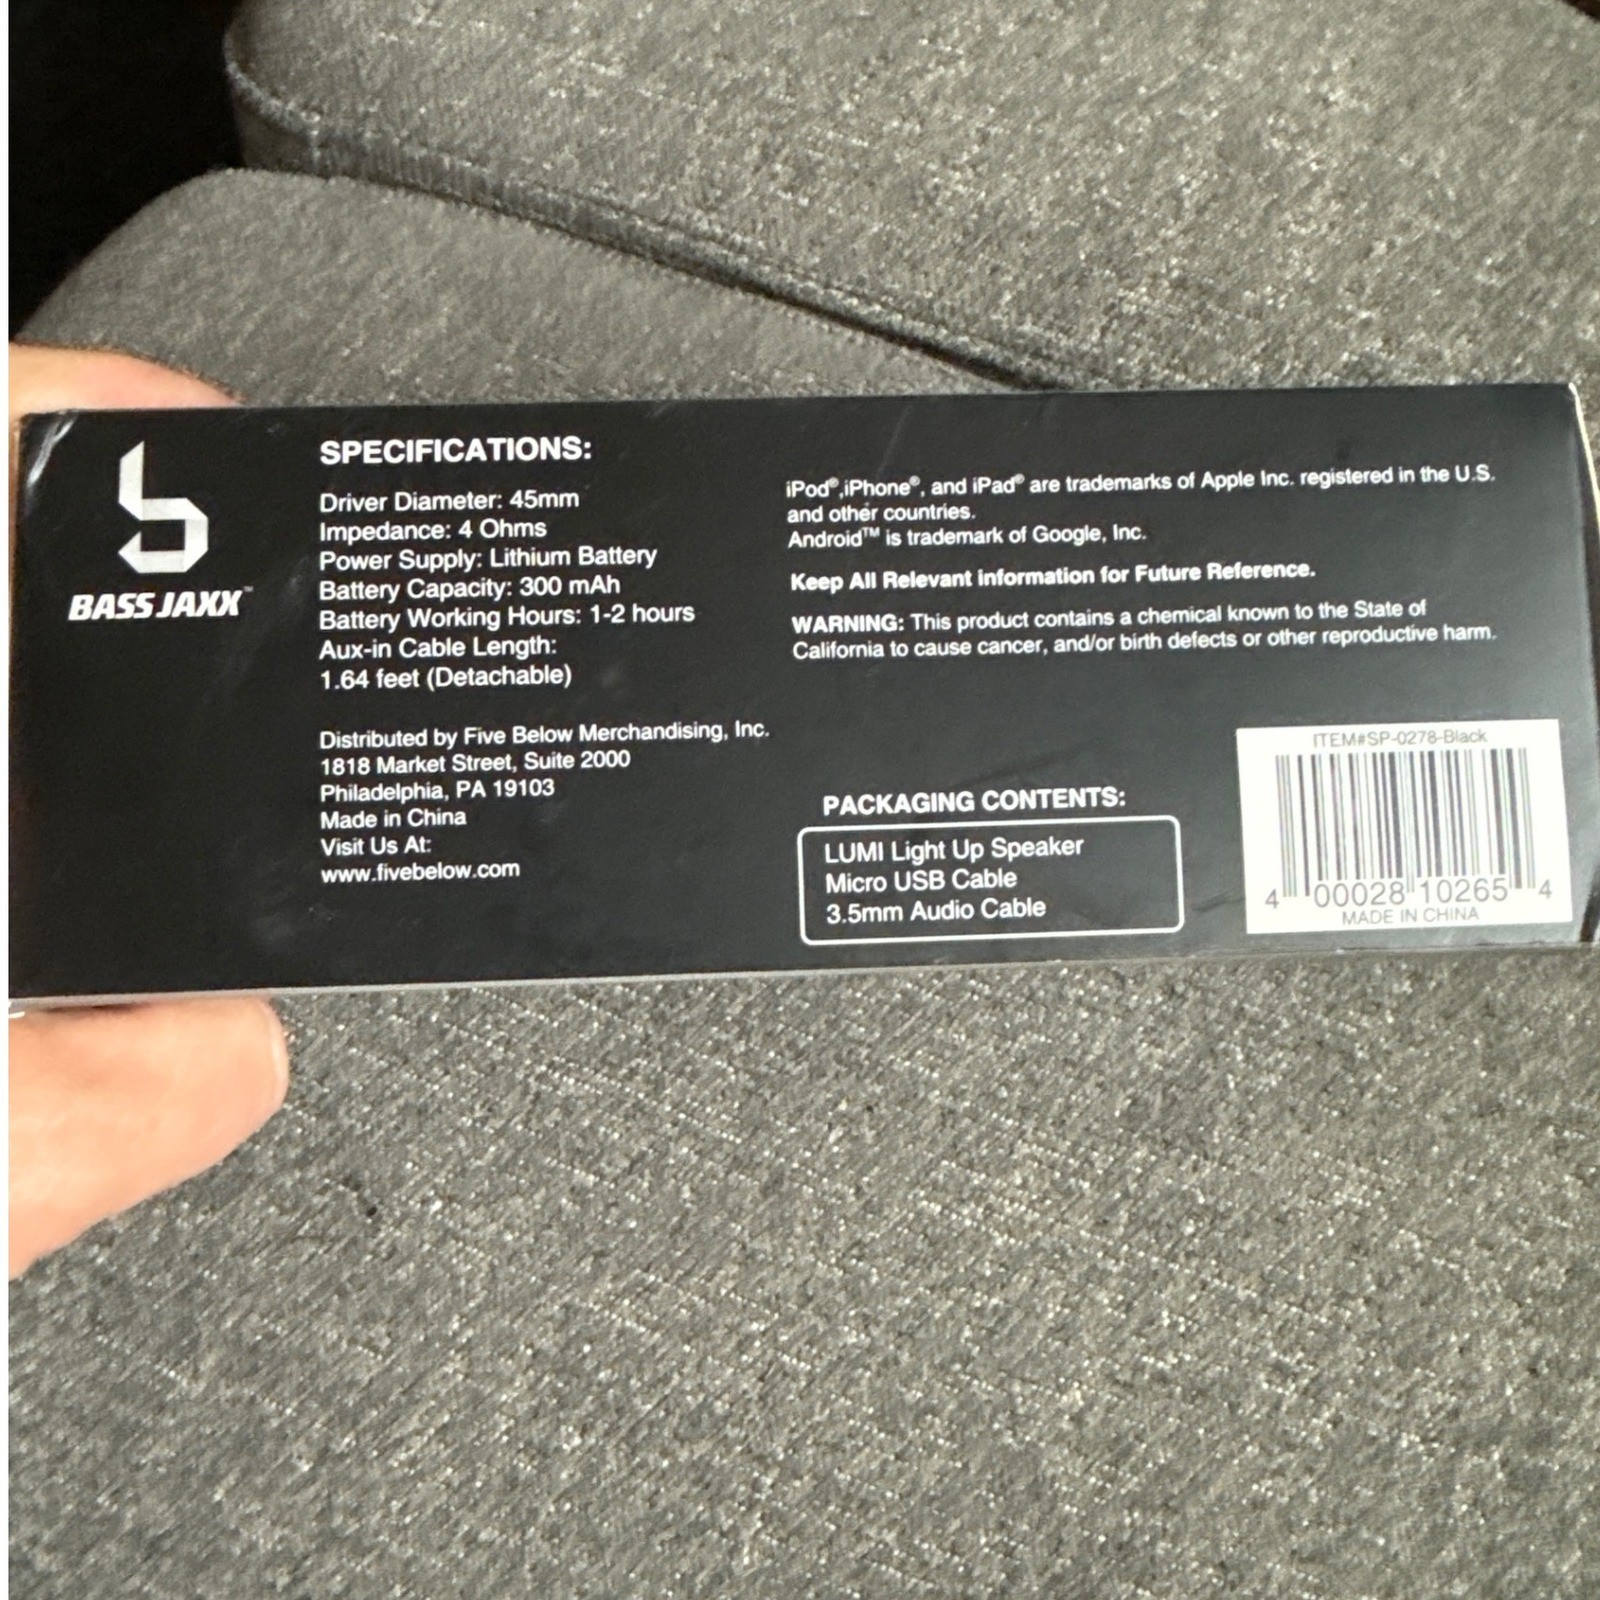 BASS JAXX™
SPECIFICATIONS:
Driver Diameter: 45mm
Impedance: 4 Ohms
Power Supply: Lithium Battery
Battery Capacity: 300 mAh
Battery Working Hours: 1-2 hours
Aux-in Cable Length:
1.64 feet (Detachable)
Distributed by Five Below Merchandising, Inc.
1818 Market Street, Suite 2000
Philadelphia, PA 19103
Made in China
Visit Us At:
www.fivebelow.com
iPod®,iPhone®, and iPad® are trademarks of Apple Inc. registered in the U.S.
and other countries.
Android™ is trademark of Google, Inc.
Keep All Relevant Information for Future Reference.
WARNING: This product contains a chemical known to the State of
California to cause cancer, and/or birth defects or other reproductive harm.
PACKAGING CONTENTS:
LUMI Light Up Speaker
Micro USB Cable
3.5mm Audio Cable
ITEM#SP-0278-Black
4 00028 10265 4
MADE IN CHINA